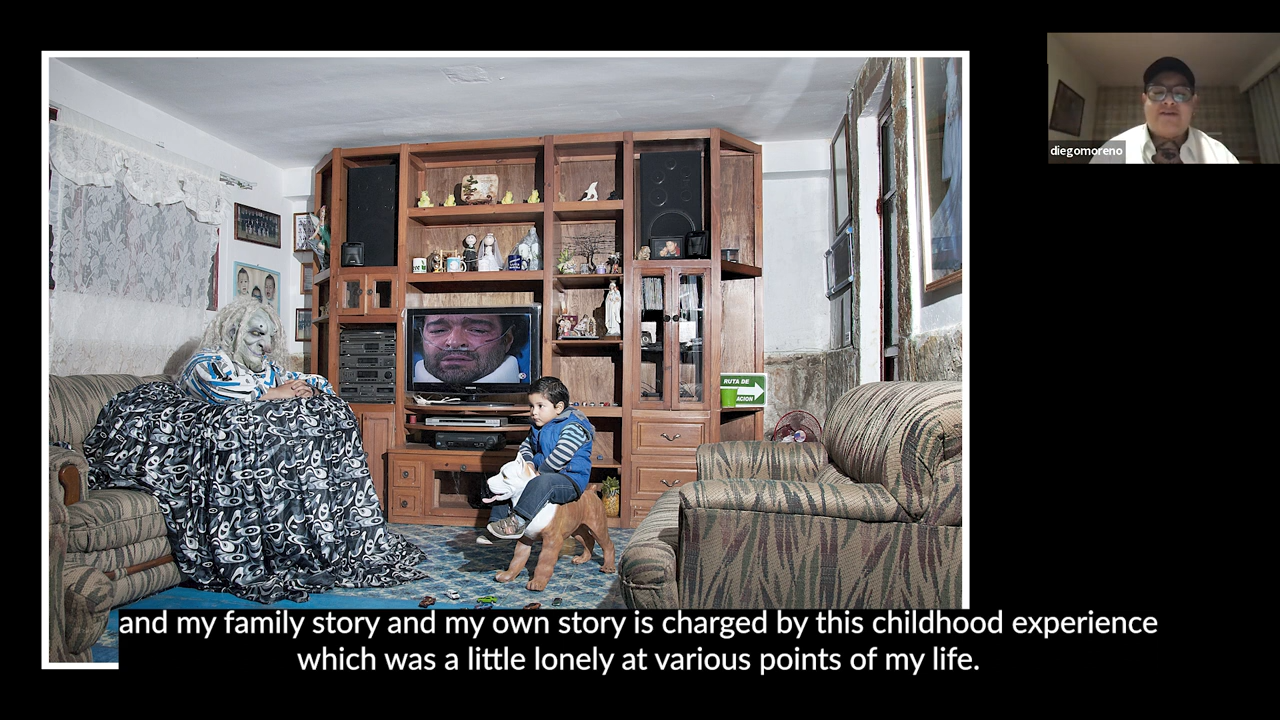 diegomoreno
RUTA DE
ACION
and my family story and my own story is charged by this childhood experience
which was a little lonely at various points of my life.